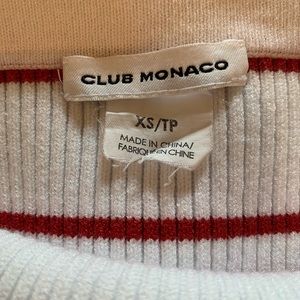 CLUB MONACO
XS/TP
MADE IN CHINA/
FABRIQUÉ EN CHINE